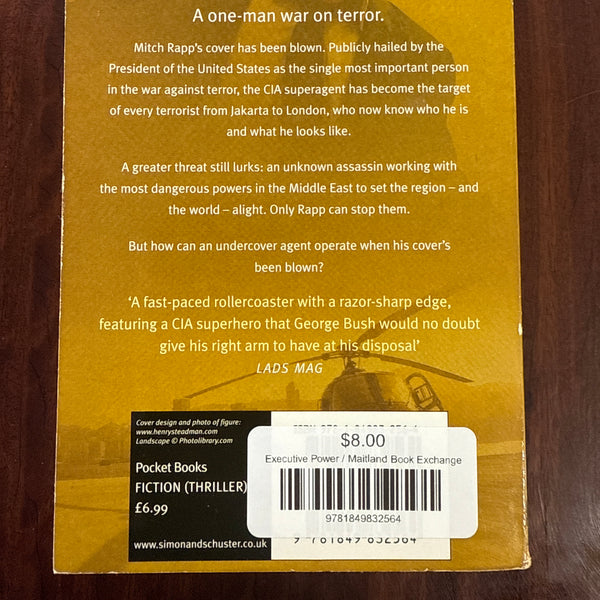 A one-man war on terror.
Mitch Rapp's cover has been blown. Publicly hailed by the
President of the United States as the single most important person
in the war against terror, the CIA superagent has become the target
of every terrorist from Jakarta to London, who now know who he is
and what he looks like.
A greater threat still lurks: an unknown assassin working with
the most dangerous powers in the Middle East to set the region – and
the world – alight. Only Rapp can stop them.
But how can an undercover agent operate when his cover's
been blown?
‘A fast-paced rollercoaster with a razor-sharp edge,
featuring a CIA superhero that George Bush would no doubt
give his right arm to have at his disposal’
LADS MAG
Cover design and photo of figure:
www.henrysteadman.com
Landscape © Photolibrary.com
Pocket Books
FICTION (THRILLER)
£6.99
www.simonandschuster.co.uk
$8.00
Executive Power / Maitland Book Exchange
9781849832564
9 781849 832564